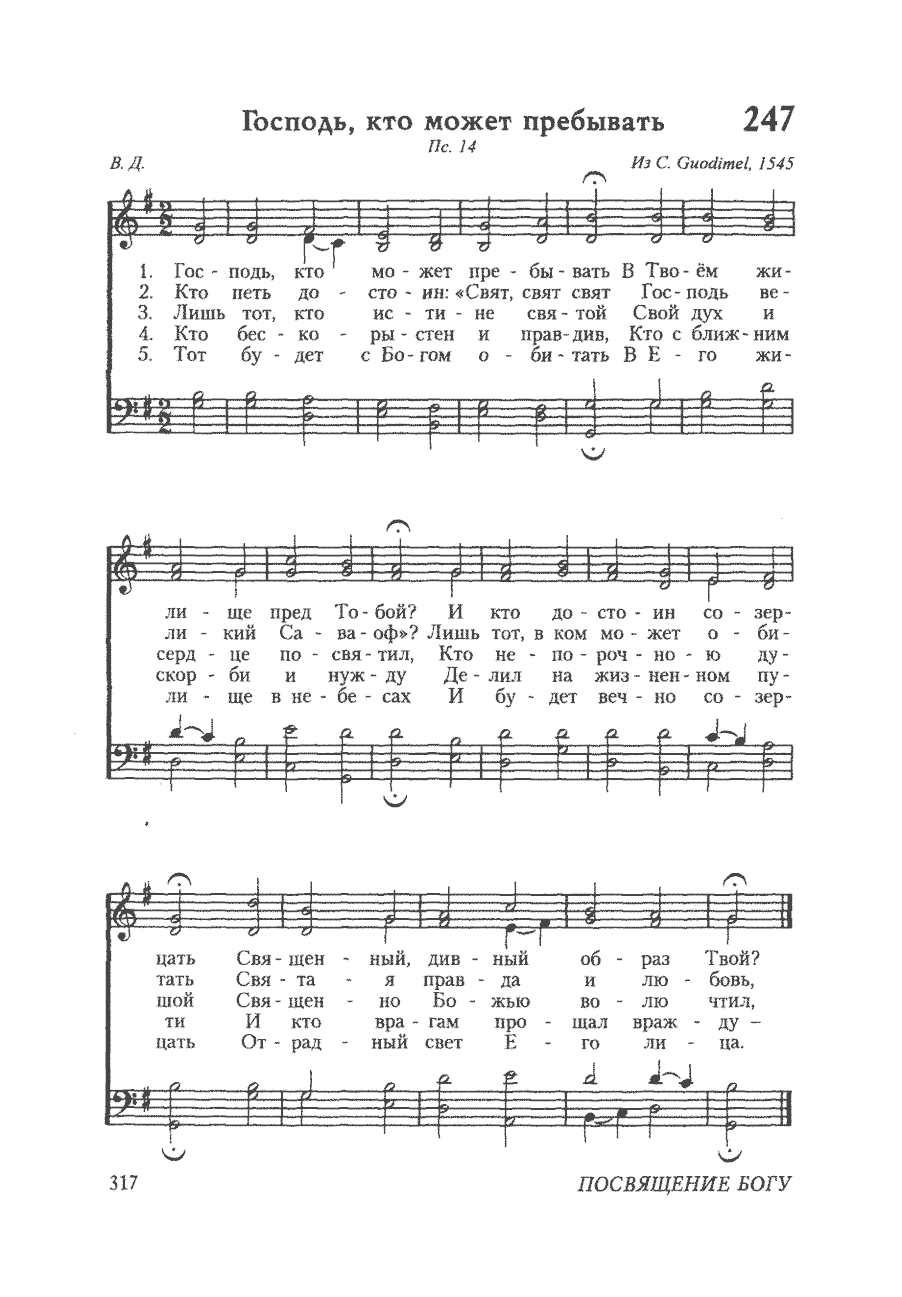 Господь, кто может пребывать 247
Пс. 14
В. Д. Из С. Guodimel, 1545
1. Гос - подь, кто мо - жет пре - бы - вать В Тво - ём жи-
2. Кто петь до - сто - ин: «Свят, свят свят Гос - подь ве-
3. Лишь тот, кто ис - ти - не свя - той Свой дух и
4. Кто бес - ко - ры - стен и прав-див, Кто с ближ-ним
5. Тот бу - дет с Бо - гом о - би - тать В Е - го жи-
ли - ще пред То - бой? И кто до - сто - ин со - зер-
ли - кий Са - ва - оф»? Лишь тот, в ком мо - жет о - би-
серд - це по - свя - тил, Кто не - по - роч - но - ю ду-
скор - би и нуж - ду Де - лил на жиз - нен - ном пу-
ли - ще в не - бе - сах И бу - дет веч - но со - зер-
цать Свя - щен - ный, див - ный об - раз Твой?
тать Свя - та - я прав - да и лю - бовь,
шой Свя - щен - но Бо - жью во - лю чтил,
ти И кто вра - гам про - щал враж - ду –
цать От - рад - ный свет Е - го ли - ца.
317 ПОСВЯЩЕНИЕ БОГУ